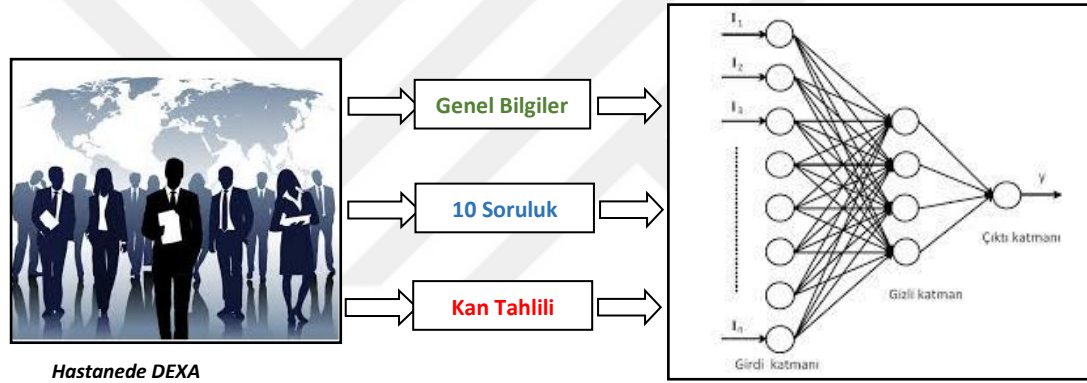 Genel Bilgiler
10 Soruluk
Kan Tahlili
Hastanede DEXA
I1
I2
I3
In
y
Çıktı katmanı
Gizli katman
Girdi katmanı